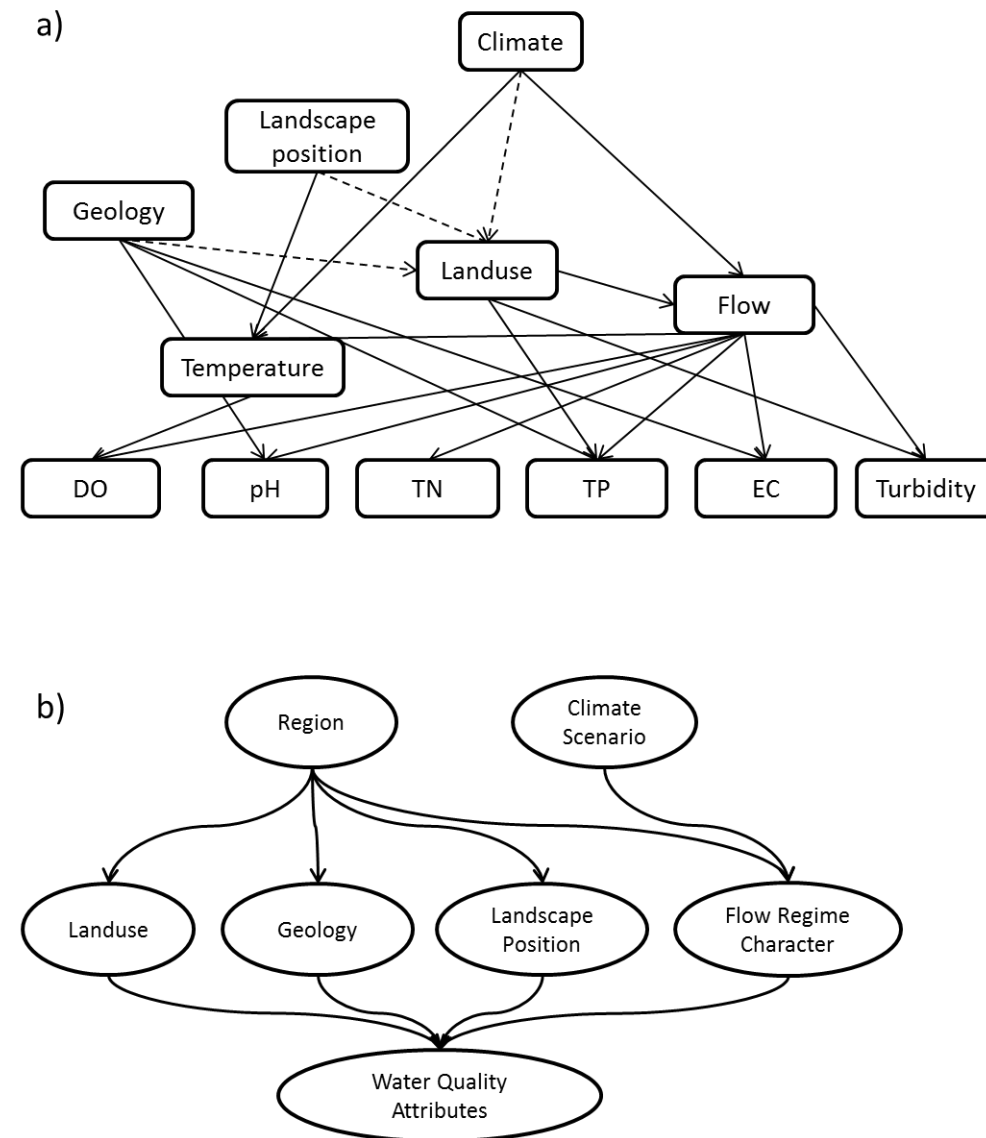 a)
Climate
Landscape
position
Geology
Landuse
Flow
Temperature
DO
pH
TN
TP
EC
Turbidity
b)
Region
Climate
Scenario
Landuse
Geology
Landscape
Position
Flow Regime
Character
Water Quality
Attributes